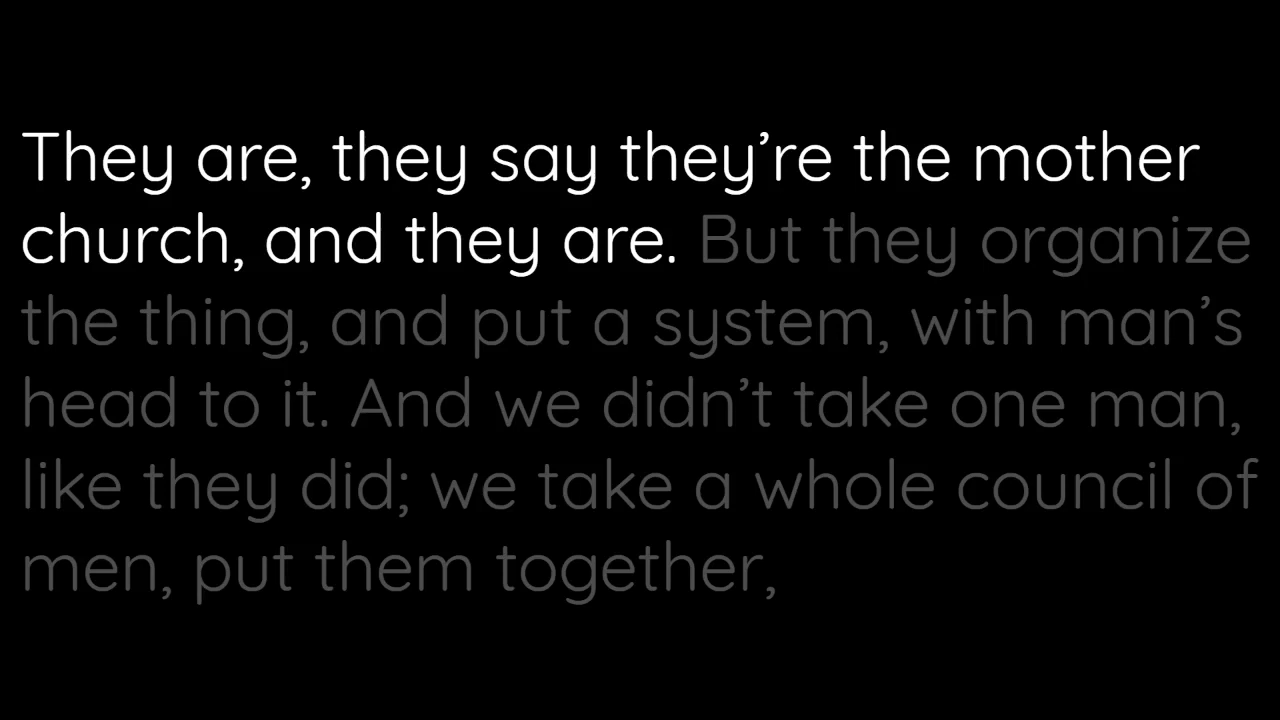 They are, they say they’re the mother
church, and they are. But they organize
the thing, and put a system, with man’s
head to it. And we didn’t take one man,
like they did; we take a whole council of
men, put them together,